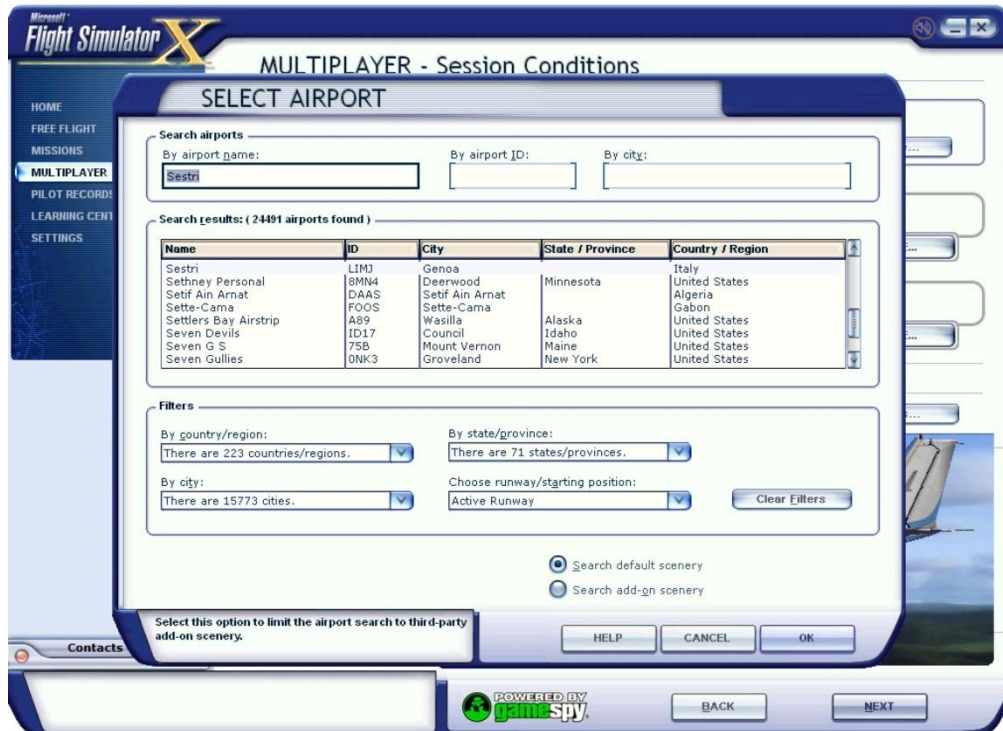 Microsoft
Flight Simulator X
MULTIPLAYER - Session Conditions
SELECT AIRPORT
HOME
FREE FLIGHT
MISSIONS
MULTIPLAYER
PILOT RECORDS
LEARNING CENT
SETTINGS
Search airports
By airport name: By airport ID: By city:
Sestri
Search results: ( 24491 airports found )
Name ID City State / Province Country / Region
Sestri LIMJ Genoa Italy
Sethney Personal 8MN4 Deerwood Minnesota United States
Setif Ain Arnat DAAS Setif Ain Arnat Algeria
Sette-Cama FOOS Sette-Cama Gabon
Settlers Bay Airstrip A89 Wasilla Alaska United States
Seven Devils ID17 Council Idaho United States
Seven G S 75B Mount Vernon Maine United States
Seven Gullies 0NK3 Groveland New York United States
Filters
By country/region: By state/province:
There are 223 countries/regions. There are 71 states/provinces.
By city: Choose runway/starting position:
There are 15773 cities. Active Runway Clear Filters
Search default scenery
Search add-on scenery
Select this option to limit the airport search to third-party
add-on scenery.
HELP CANCEL OK
Contacts
POWERED BY
gamespy.
BACK NEXT